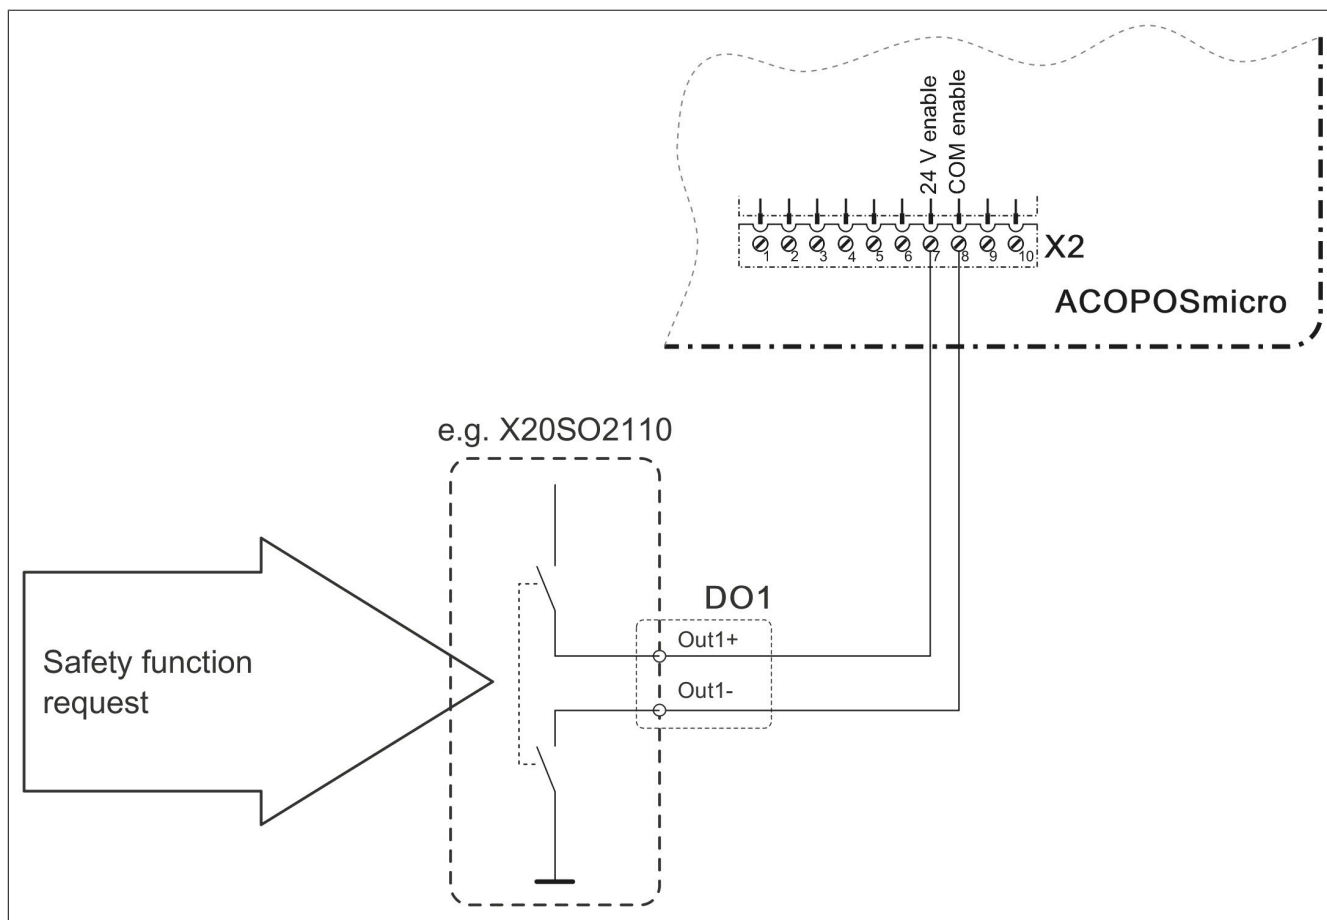 24 V enable
COM enable
1 2 3 4 5 6 7 8 9 10
X2
ACOPOSmicro
e.g. X20SO2110
DO1
Out1+
Safety function
request
Out1-